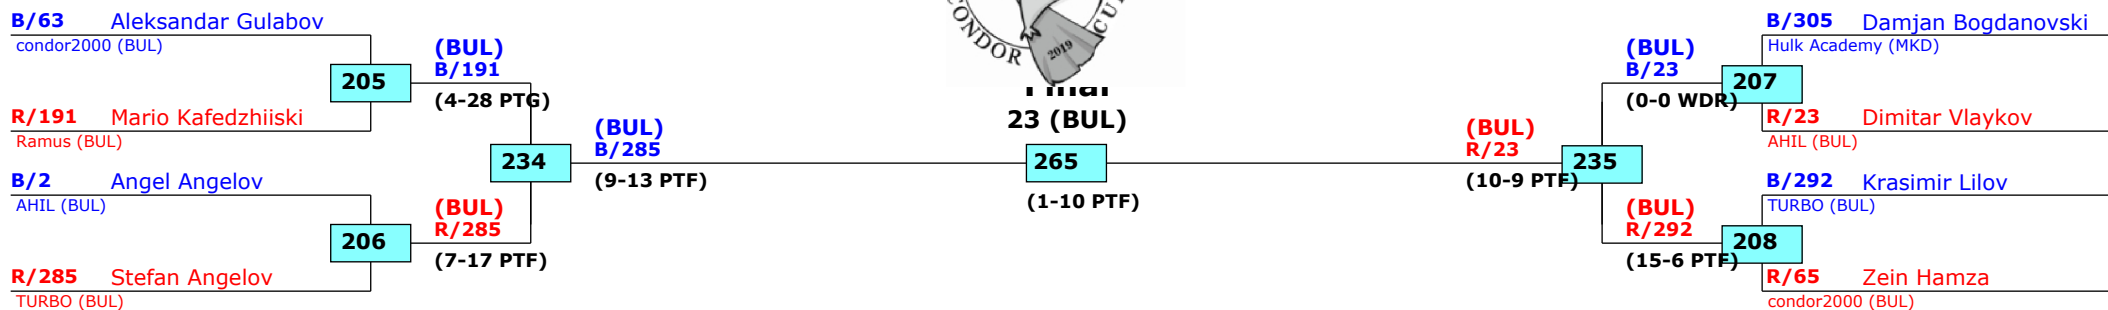 B/63 Aleksandar Gulabov
condor2000 (BUL)
205
R/191 Mario Kafedzhiiski
Ramus (BUL)
B/2 Angel Angelov
AHIL (BUL)
206
R/285 Stefan Angelov
TURBO (BUL)
(BUL)
B/191
(4-28 PTG)
234
(BUL)
R/285
(7-17 PTF)
(BUL)
B/285
(9-13 PTF)
CONDOR
2019
Final
23 (BUL)
265
(1-10 PTF)
(BUL)
R/23
(10-9 PTF)
235
(BUL)
B/23
(0-0 WDR)
(BUL)
R/292
(15-6 PTF)
B/305 Damjan Bogdanovski
Hulk Academy (MKD)
207
R/23 Dimitar Vlaykov
AHIL (BUL)
B/292 Krasimir Lilov
TURBO (BUL)
208
R/65 Zein Hamza
condor2000 (BUL)